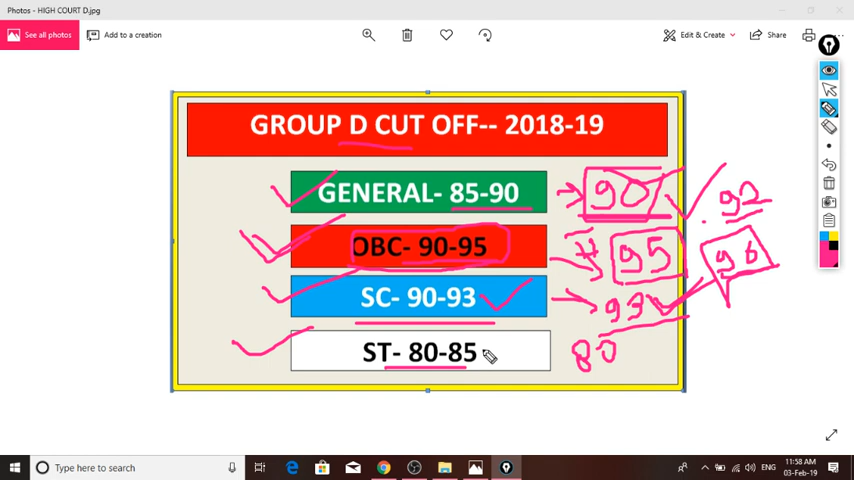 Photos - HIGH COURT D.jpg
See all photos
Add to a creation
Edit & Create
Share
GROUP D CUT OFF-- 2018-19
GENERAL- 85-90
90
92
OBC- 90-95
95
96
SC- 90-93
93
ST- 80-85
80
Type here to search
ENG
11:58 AM
03-Feb-19